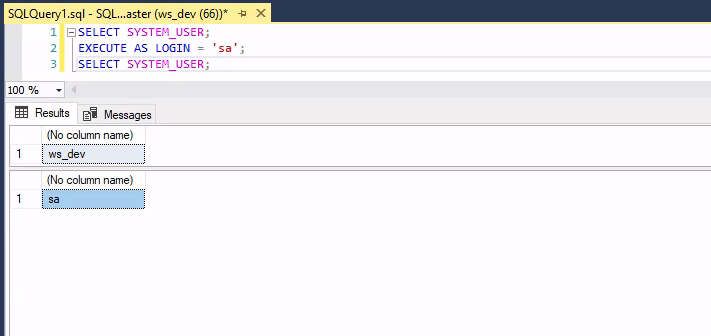 SQLQuery1.sql - SQL...aster (ws_dev (66))*
1 SELECT SYSTEM_USER;
2 EXECUTE AS LOGIN = 'sa';
3 SELECT SYSTEM_USER;
100 %
Results Messages
(No column name)
1 ws_dev
(No column name)
1 sa